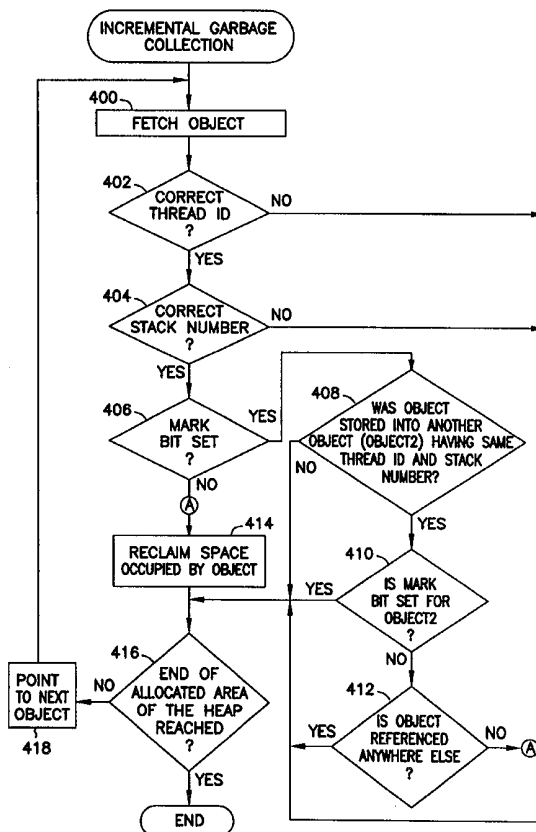 INCREMENTAL GARBAGE
COLLECTION
400
FETCH OBJECT
402
CORRECT
THREAD ID
?
NO
YES
404
CORRECT
STACK NUMBER
?
NO
YES
406
MARK
BIT SET
?
YES
NO
A
408
WAS OBJECT
STORED INTO ANOTHER
OBJECT (OBJECT2) HAVING SAME
THREAD ID AND STACK
NUMBER?
NO
YES
414
RECLAIM SPACE
OCCUPIED BY OBJECT
410
IS MARK
BIT SET FOR
OBJECT2
?
YES
NO
416
END OF
ALLOCATED AREA
OF THE HEAP
REACHED
?
NO
YES
POINT
TO NEXT
OBJECT
418
412
IS OBJECT
REFERENCED
ANYWHERE ELSE
?
YES
NO
A
END